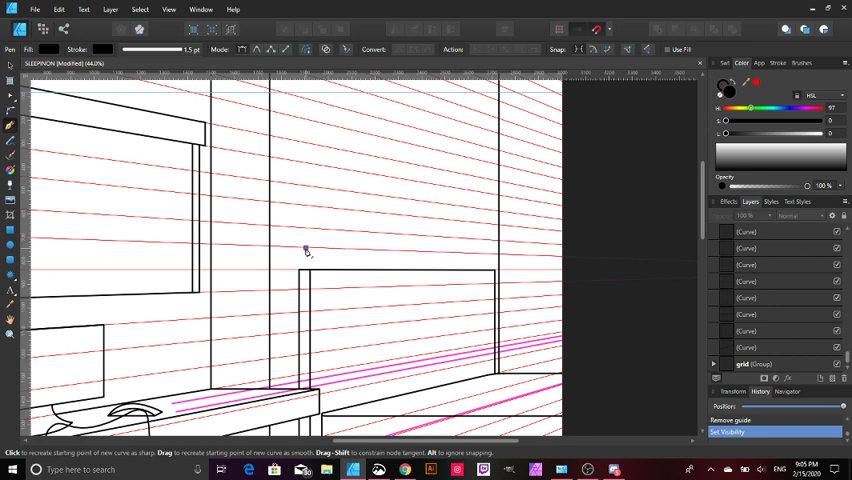 File Edit Text Layer Select View Window Help
Pen Fill: Stroke: 1.5 pt Mode: Convert: Action: Snap: Use Fill
SLEEPINON (Modified) (44.0%)
Set Color App Stroke Brushes
HSL
H: 97
S: 0
L: 0
Opacity
100 %
Effects Layers Styles Text Styles
100 % Normal
(Curve)
(Curve)
(Curve)
(Curve)
(Curve)
(Curve)
(Curve)
(Curve)
grid (Group)
Transform History Navigator
Position:
Remove guide
Set Visibility
Click to recreate starting point of new curve as sharp. Drag to recreate starting point of new curve as smooth. Drag+Shift to constrain node tangent. Alt to ignore snapping.
Type here to search
ENG
9:05 PM
2/15/2020